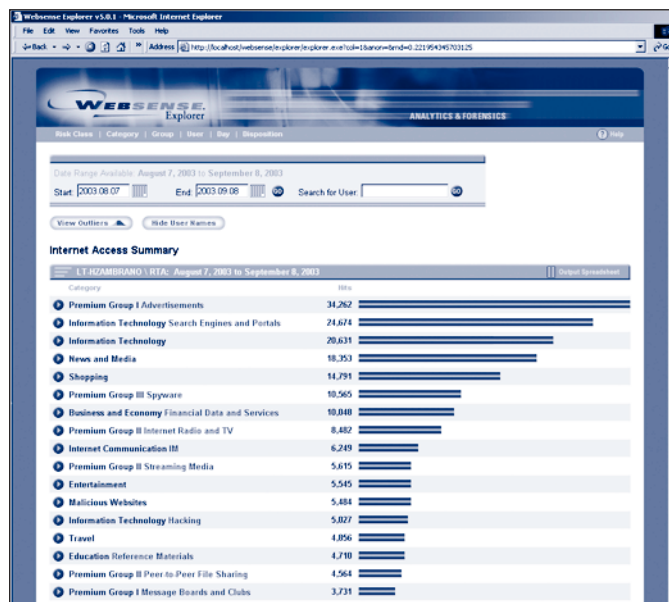 Websense Explorer v5.0.1 - Microsoft Internet Explorer
File Edit View Favorites Tools Help
Back Address http://localhost/websense/explorer/explorer.exe?col=1&anon=&rnd=0.221954345703125
WEBSENSE.
Explorer
ANALYTICS & FORENSICS
Risk Class | Category | Group | User | Day | Disposition Help
Date Range Available: August 7, 2003 to September 8, 2003
Start: 2003.08.07 End: 2003.09.08 GO Search for User: GO
View Outliers Hide User Names
Internet Access Summary
LT-HZAMBRANO \ RTA: August 7, 2003 to September 8, 2003 Output Spreadsheet
Category Hits
Premium Group I Advertisements 34,262
Information Technology Search Engines and Portals 24,674
Information Technology 20,631
News and Media 18,353
Shopping 14,791
Premium Group III Spyware 10,565
Business and Economy Financial Data and Services 10,048
Premium Group II Internet Radio and TV 8,482
Internet Communication IM 6,249
Premium Group II Streaming Media 5,615
Entertainment 5,545
Malicious Websites 5,484
Information Technology Hacking 5,027
Travel 4,856
Education Reference Materials 4,710
Premium Group II Peer-to-Peer File Sharing 4,564
Premium Group I Message Boards and Clubs 3,731